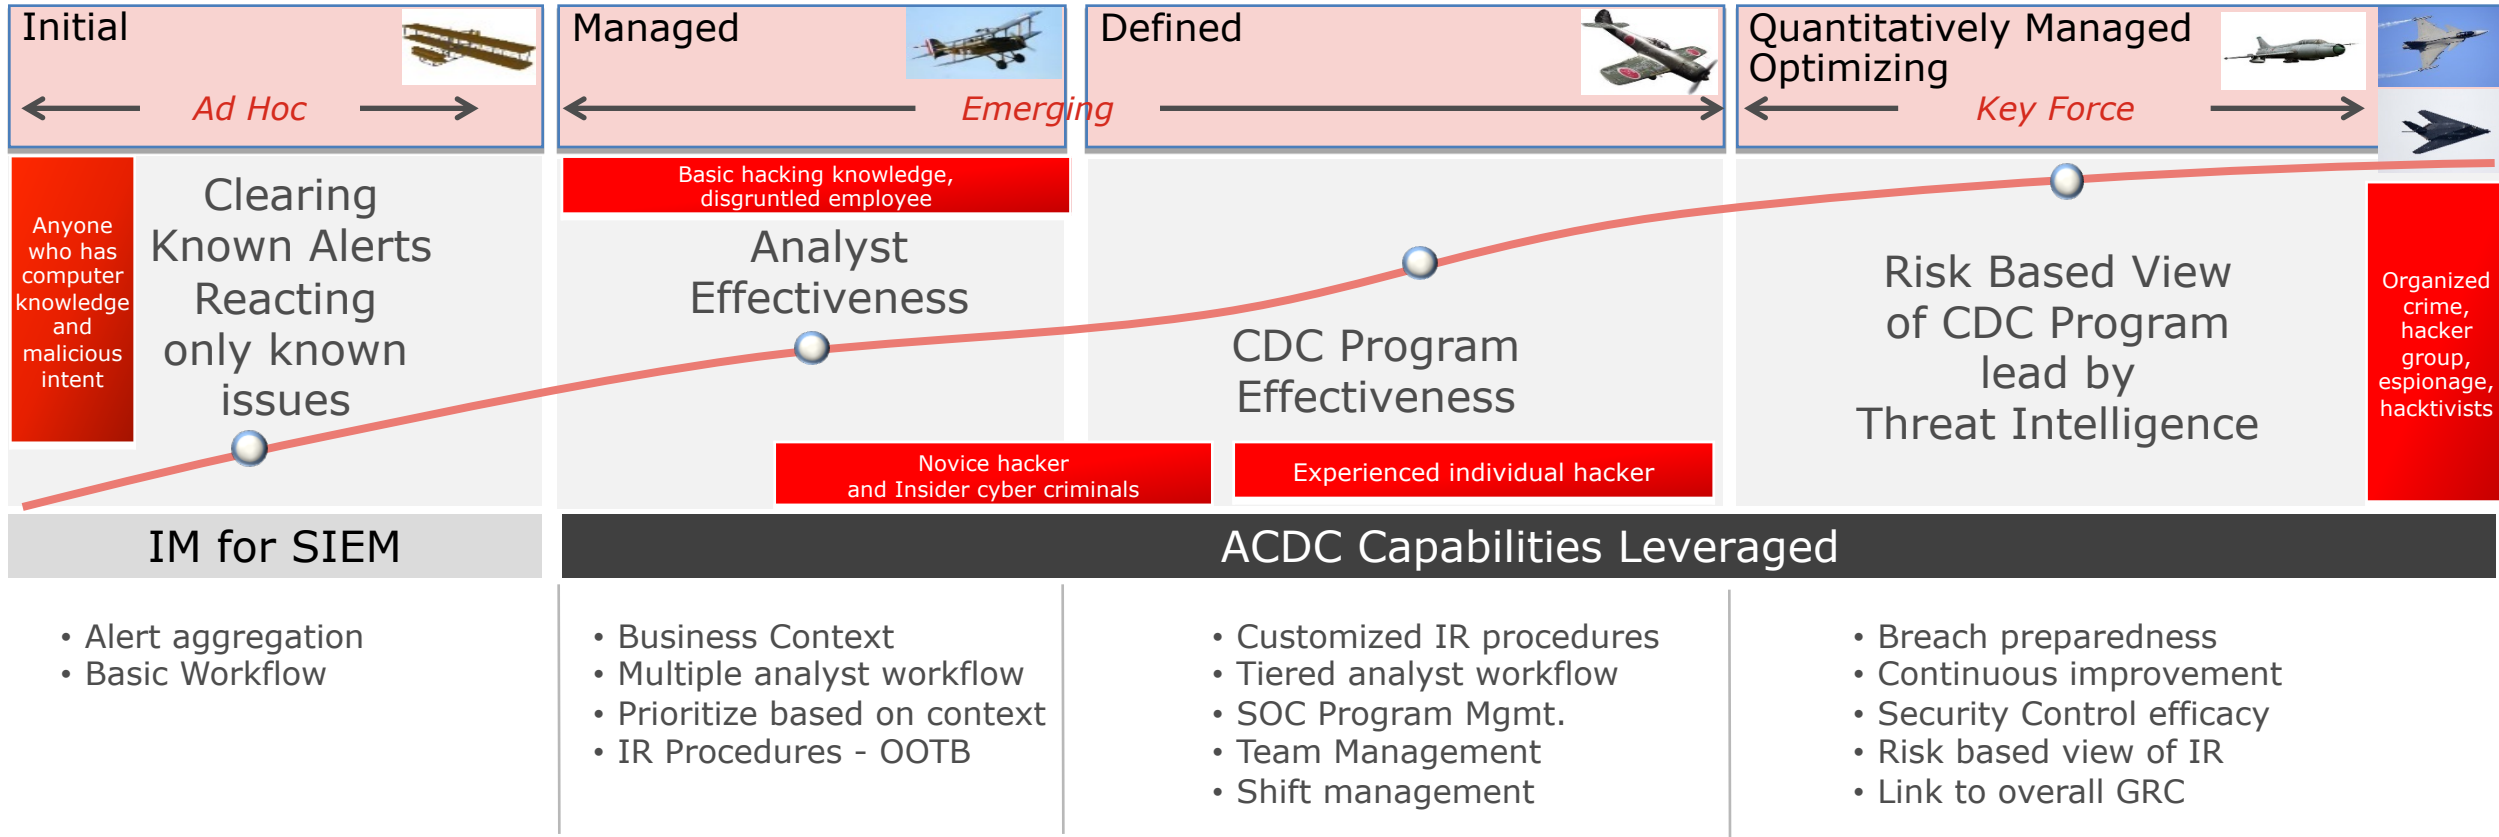 Initial
Managed
Defined
Quantitatively Managed
Optimizing
Ad Hoc
Emerging
Key Force
Anyone
who has
computer
knowledge
and
malicious
intent
Clearing
Known Alerts
Reacting
only known
issues
Basic hacking knowledge,
disgruntled employee
Analyst
Effectiveness
Novice hacker
and Insider cyber criminals
CDC Program
Effectiveness
Experienced individual hacker
Risk Based View
of CDC Program
lead by
Threat Intelligence
Organized
crime,
hacker
group,
espionage,
hacktivists
IM for SIEM
ACDC Capabilities Leveraged
• Alert aggregation
• Basic Workflow
• Business Context
• Multiple analyst workflow
• Prioritize based on context
• IR Procedures - OOTB
• Customized IR procedures
• Tiered analyst workflow
• SOC Program Mgmt.
• Team Management
• Shift management
• Breach preparedness
• Continuous improvement
• Security Control efficacy
• Risk based view of IR
• Link to overall GRC